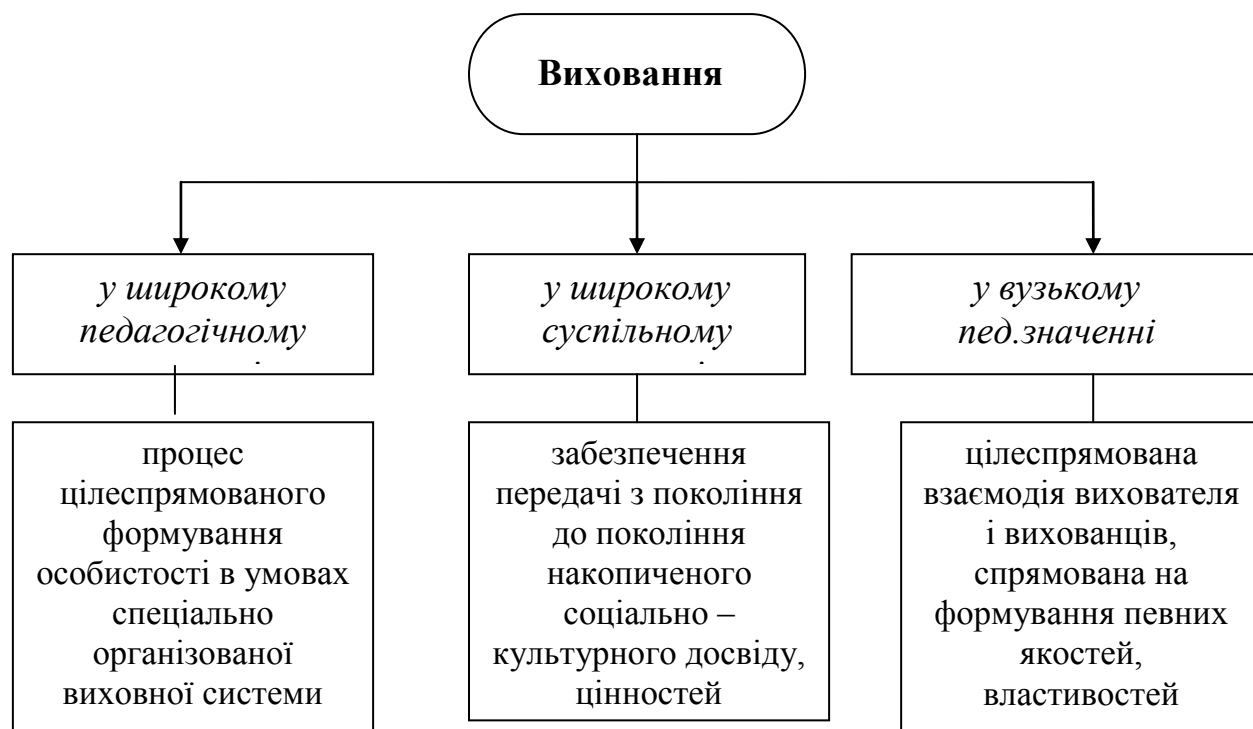 Виховання
у широкому
педагогічному
у широкому
суспільному
у вузькому
пед.значенні
процес
цілеспрямованого
формування
особистості в умовах
спеціально
організованої
виховної системи
забезпечення
передачі з покоління
до покоління
накопиченого
соціально –
культурного досвіду,
цінностей
цілеспрямована
взаємодія вихователя
і вихованців,
спрямована на
формування певних
якостей,
властивостей